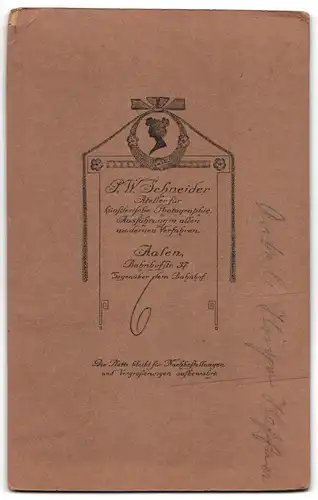 P. W. Schneider
Atelier für
künstlerische Photographie.
Ausführung in allen
modernen Verfahren.
Aalen,
Bahnhofstr. 37
Gegenüber dem Bahnhof.
6
Die Platte bleibt für Nachbestellungen
und Vergrößerungen aufbewahrt.